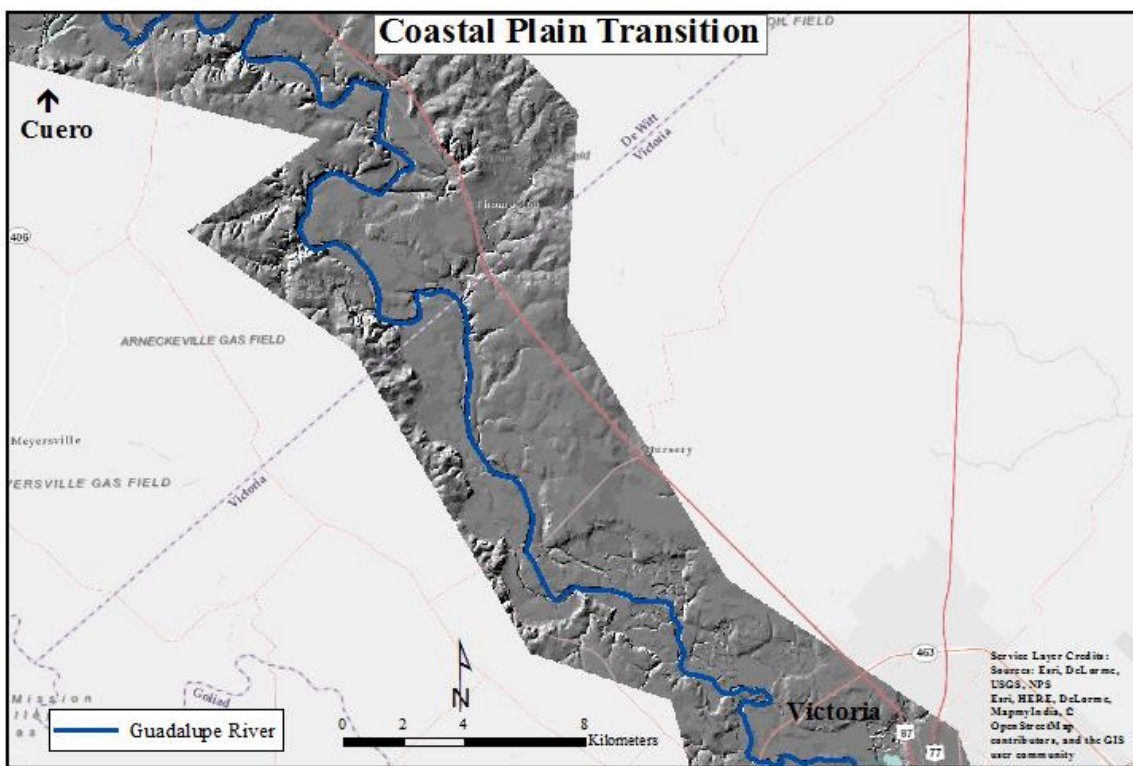 Coastal Plain Transition
FIELD
Cuero
De Witt
Victoria
406
ARNECKEVILLE GAS FIELD
Meyersville
YERSVILLE GAS FIELD
Victoria
Nursery
463
Service Layer Credits:
Sources: Esri, DeLorme,
USGS, NPS
Esri, HERE, DeLorme,
MapmyIndia, ©
OpenStreetMap
contributors, and the GIS
user community
Mission
Goliad
N
Victoria
87
77
Guadalupe River
0 2 4 8
Kilometers